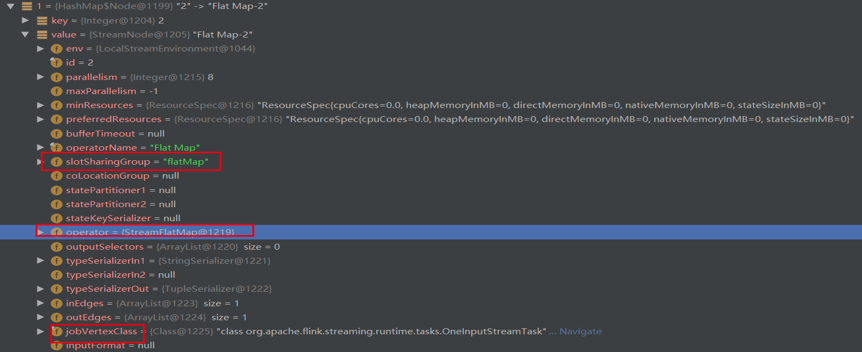 1 = {HashMap$Node@1199} "2" -> "Flat Map-2"
key = {Integer@1204} 2
value = {StreamNode@1205} "Flat Map-2"
env = {LocalStreamEnvironment@1044}
id = 2
parallelism = {Integer@1215} 8
maxParallelism = -1
minResources = {ResourceSpec@1216} "ResourceSpec{cpuCores=0.0, heapMemoryInMB=0, directMemoryInMB=0, nativeMemoryInMB=0, stateSizeInMB=0}"
preferredResources = {ResourceSpec@1216} "ResourceSpec{cpuCores=0.0, heapMemoryInMB=0, directMemoryInMB=0, nativeMemoryInMB=0, stateSizeInMB=0}"
bufferTimeout = null
operatorName = "Flat Map"
slotSharingGroup = "flatMap"
coLocationGroup = null
statePartitioner1 = null
statePartitioner2 = null
stateKeySerializer = null
operator = {StreamFlatMap@1219}
outputSelectors = {ArrayList@1220} size = 0
typeSerializerIn1 = {StringSerializer@1221}
typeSerializerIn2 = null
typeSerializerOut = {TupleSerializer@1222}
inEdges = {ArrayList@1223} size = 1
outEdges = {ArrayList@1224} size = 1
jobVertexClass = {Class@1225} "class org.apache.flink.streaming.runtime.tasks.OneInputStreamTask" ... Navigate
inputFormat = null